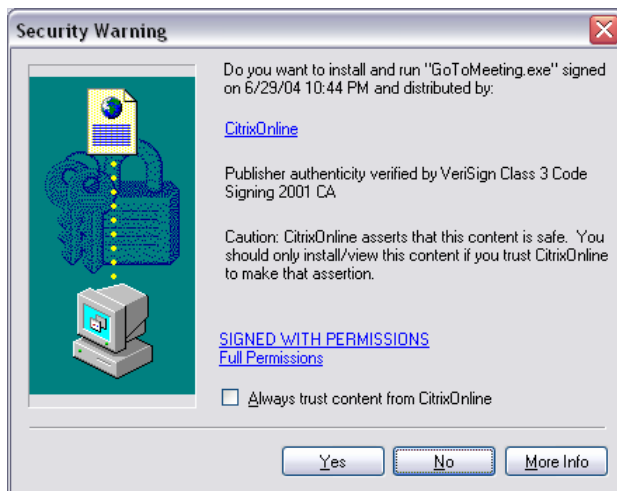 Security Warning
Do you want to install and run "GoToMeeting.exe" signed
on 6/29/04 10:44 PM and distributed by:
CitrixOnline
Publisher authenticity verified by VeriSign Class 3 Code
Signing 2001 CA
Caution: CitrixOnline asserts that this content is safe.  You
should only install/view this content if you trust CitrixOnline
to make that assertion.
SIGNED WITH PERMISSIONS
Full Permissions
Always trust content from CitrixOnline
Yes
No
More Info